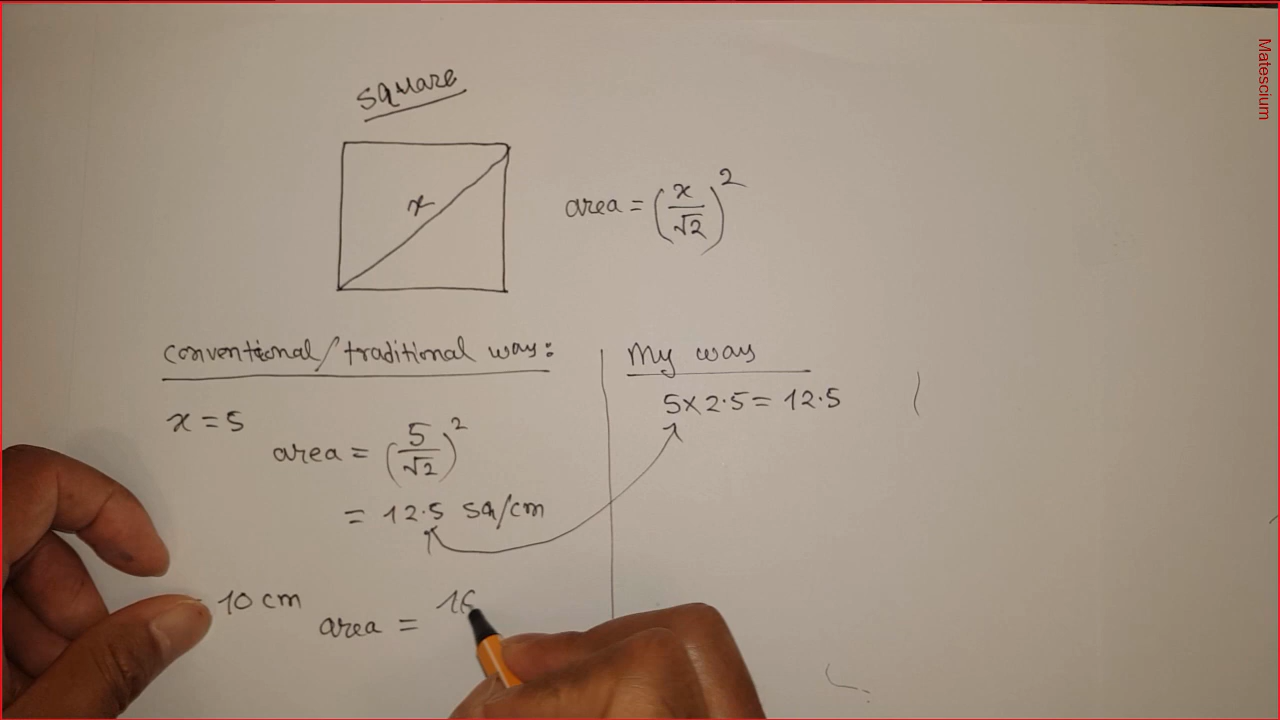 Matescium
square
x
area = (x/√2)²
conventional/traditional way:
My way
x = 5
5×2.5 = 12.5
area = (5/√2)²
= 12.5 sq/cm
10 cm
area =